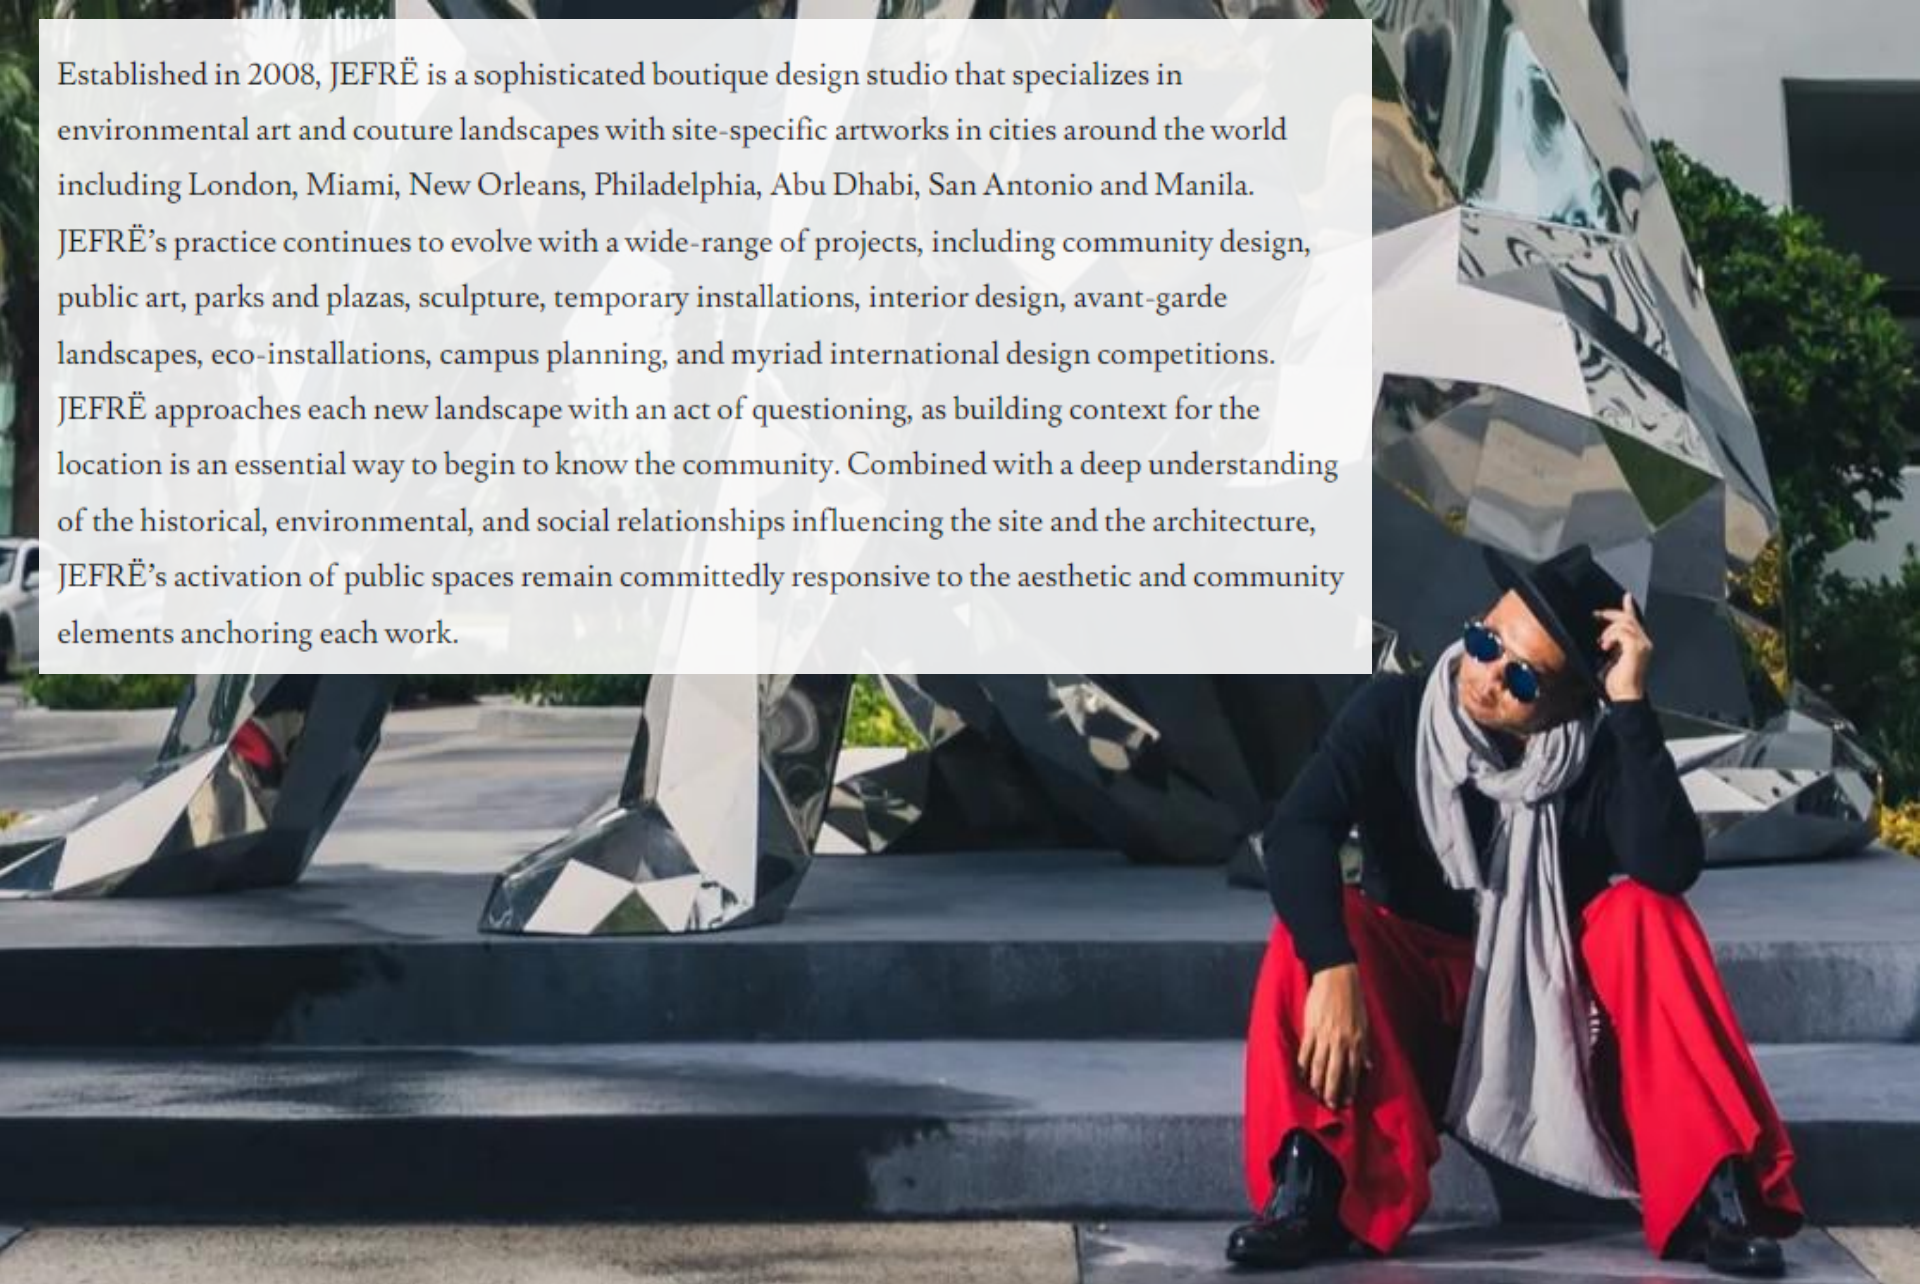 Established in 2008, JEFRË is a sophisticated boutique design studio that specializes in
environmental art and couture landscapes with site-specific artworks in cities around the world
including London, Miami, New Orleans, Philadelphia, Abu Dhabi, San Antonio and Manila.
JEFRË’s practice continues to evolve with a wide-range of projects, including community design,
public art, parks and plazas, sculpture, temporary installations, interior design, avant-garde
landscapes, eco-installations, campus planning, and myriad international design competitions.
JEFRË approaches each new landscape with an act of questioning, as building context for the
location is an essential way to begin to know the community. Combined with a deep understanding
of the historical, environmental, and social relationships influencing the site and the architecture,
JEFRË’s activation of public spaces remain committedly responsive to the aesthetic and community
elements anchoring each work.